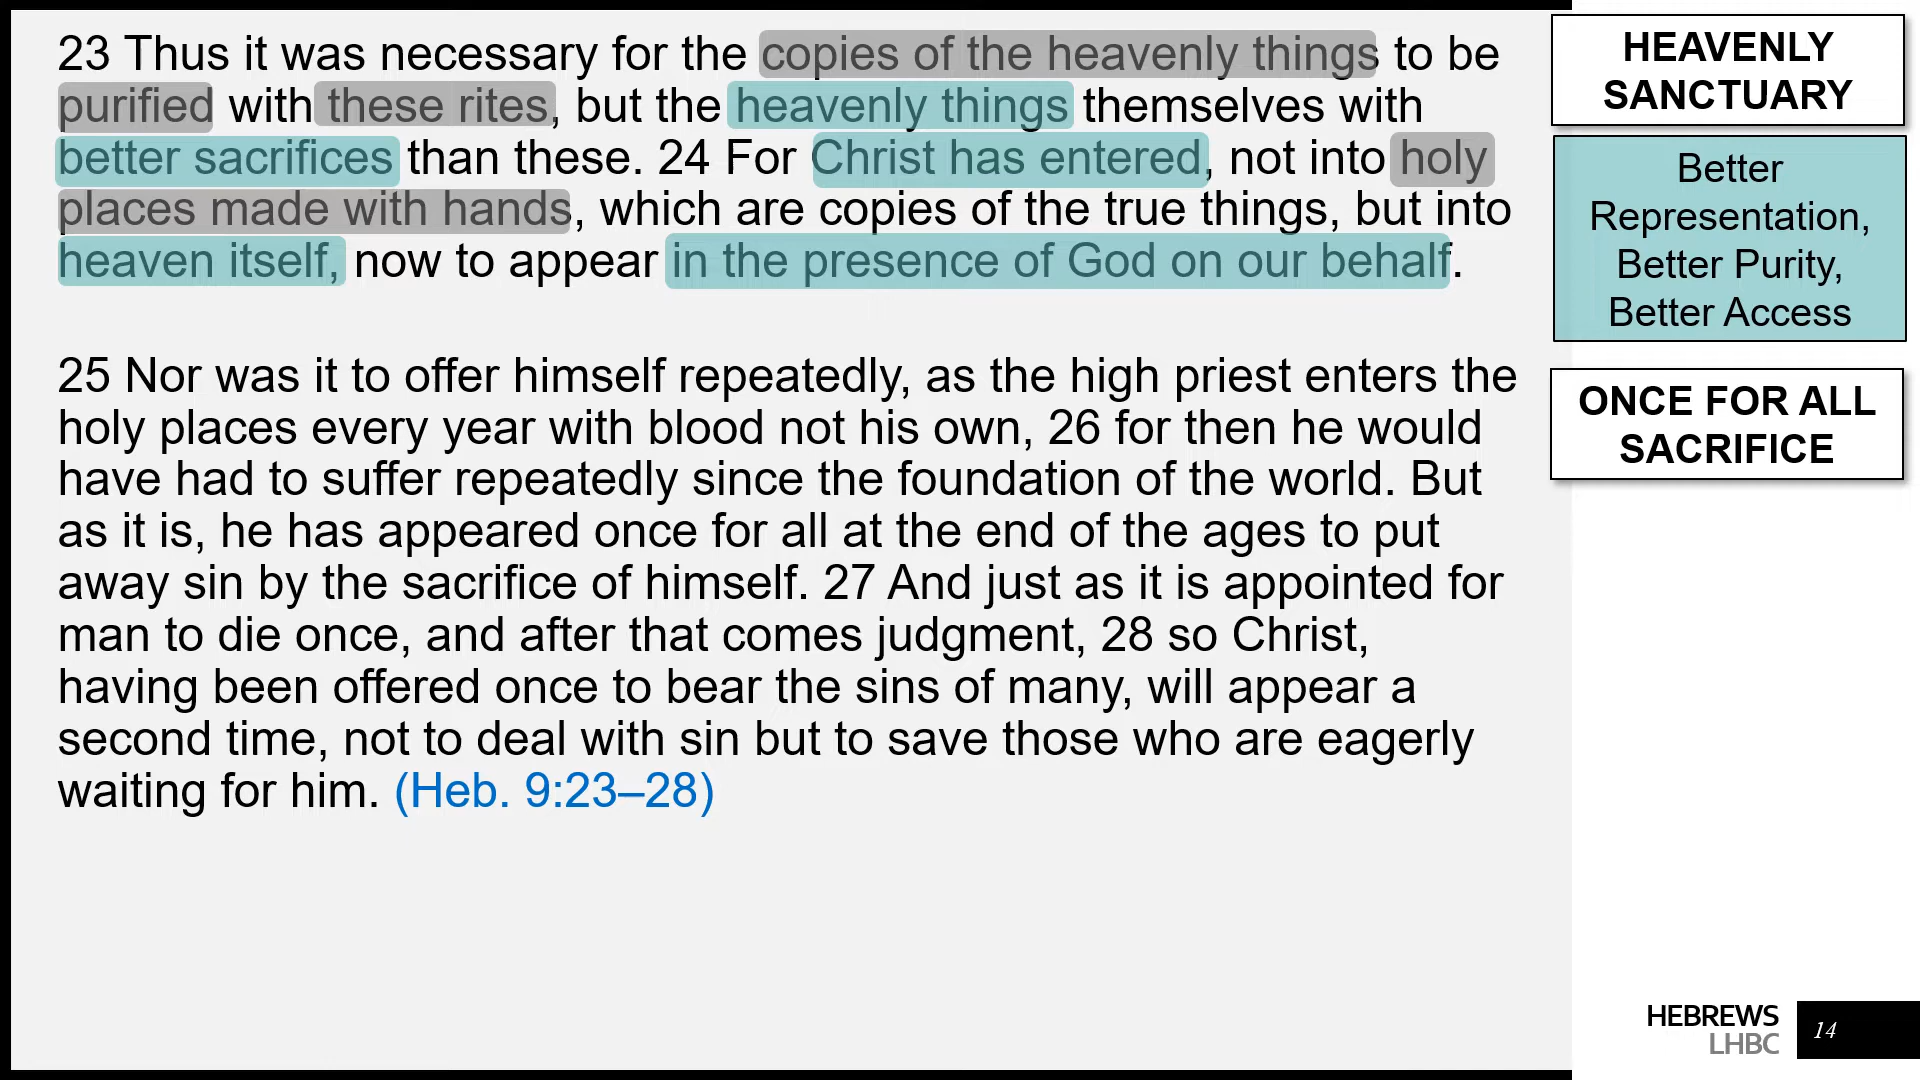 23 Thus it was necessary for the copies of the heavenly things to be
purified with these rites, but the heavenly things themselves with
better sacrifices than these. 24 For Christ has entered, not into holy
places made with hands, which are copies of the true things, but into
heaven itself, now to appear in the presence of God on our behalf.
25 Nor was it to offer himself repeatedly, as the high priest enters the
holy places every year with blood not his own, 26 for then he would
have had to suffer repeatedly since the foundation of the world. But
as it is, he has appeared once for all at the end of the ages to put
away sin by the sacrifice of himself. 27 And just as it is appointed for
man to die once, and after that comes judgment, 28 so Christ,
having been offered once to bear the sins of many, will appear a
second time, not to deal with sin but to save those who are eagerly
waiting for him. (Heb. 9:23–28)
HEAVENLY
SANCTUARY
Better
Representation,
Better Purity,
Better Access
ONCE FOR ALL
SACRIFICE
HEBREWS
LHBC
14